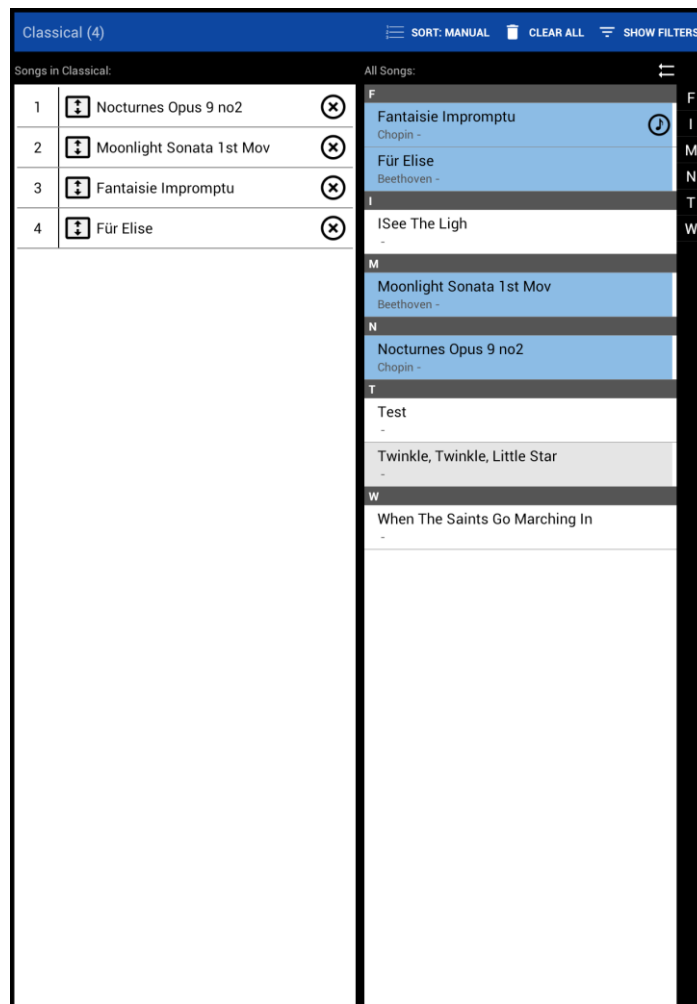 Classical (4)
SORT: MANUAL
CLEAR ALL
SHOW FILTERS
Songs in Classical:
1 Nocturnes Opus 9 no2
2 Moonlight Sonata 1st Mov
3 Fantaisie Impromptu
4 Für Elise
All Songs:
F
Fantaisie Impromptu
Chopin -
Für Elise
Beethoven -
I
ISee The Ligh
-
M
Moonlight Sonata 1st Mov
Beethoven -
N
Nocturnes Opus 9 no2
Chopin -
T
Test
-
Twinkle, Twinkle, Little Star
-
W
When The Saints Go Marching In
-
F
I
M
N
T
W